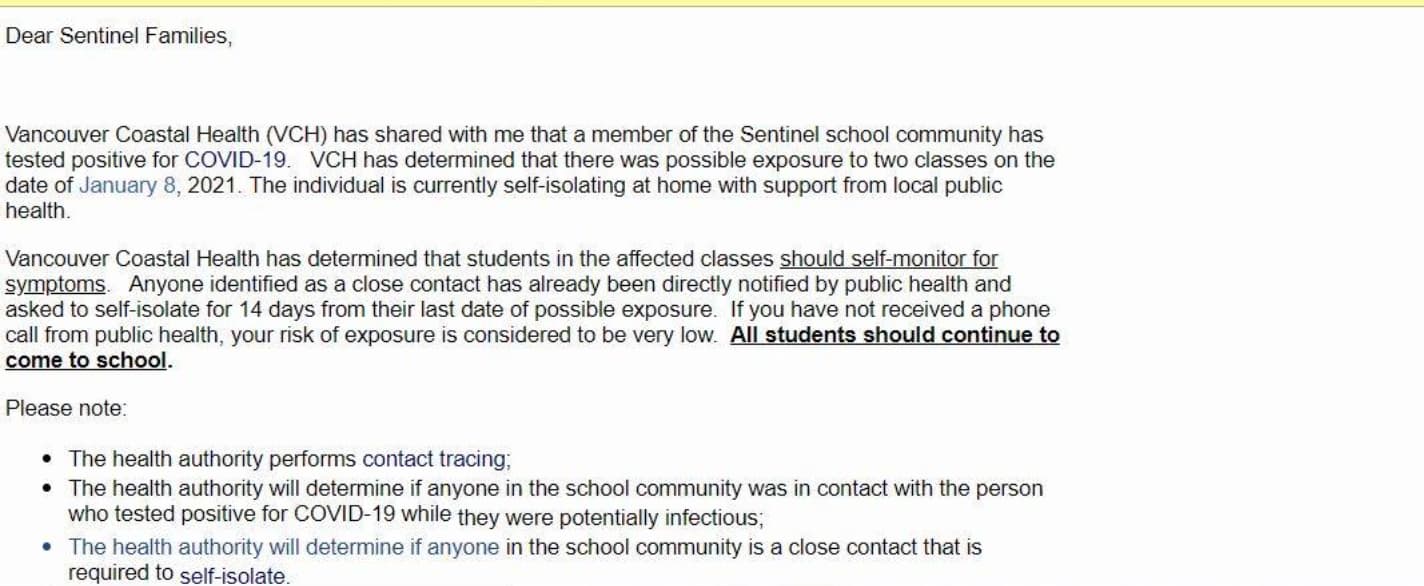 Dear Sentinel Families,
Vancouver Coastal Health (VCH) has shared with me that a member of the Sentinel school community has
tested positive for COVID-19.   VCH has determined that there was possible exposure to two classes on the
date of January 8, 2021. The individual is currently self-isolating at home with support from local public
health.
Vancouver Coastal Health has determined that students in the affected classes should self-monitor for
symptoms.   Anyone identified as a close contact has already been directly notified by public health and
asked to self-isolate for 14 days from their last date of possible exposure.  If you have not received a phone
call from public health, your risk of exposure is considered to be very low.  All students should continue to
come to school.
Please note:
• The health authority performs contact tracing;
• The health authority will determine if anyone in the school community was in contact with the person
who tested positive for COVID-19 while they were potentially infectious;
• The health authority will determine if anyone in the school community is a close contact that is
required to self-isolate.